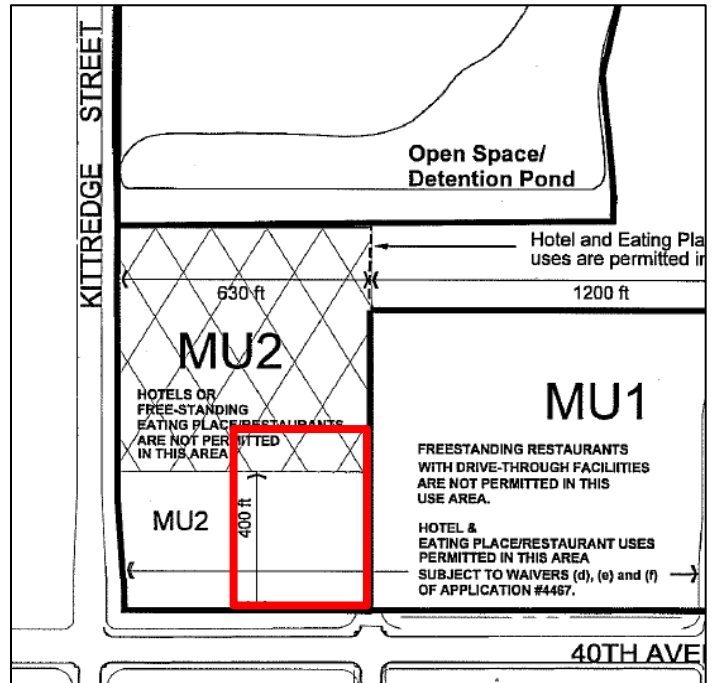 KITTREDGE STREET
Open Space/
Detention Pond
Hotel and Eating Pla
uses are permitted in
630 ft
1200 ft
MU2
HOTELS OR
FREE-STANDING
EATING PLACE/RESTAURANTS
ARE NOT PERMITTED
IN THIS AREA
MU1
FREESTANDING RESTAURANTS
WITH DRIVE-THROUGH FACILIITIES
ARE NOT PERMITTED IN THIS
USE AREA.
HOTEL &
EATING PLACE/RESTAURANT USES
PERMITTED IN THIS AREA
SUBJECT TO WAIVERS (d), (e) and (f)
OF APPLICATION #4467.
MU2
400 ft
40TH AVE